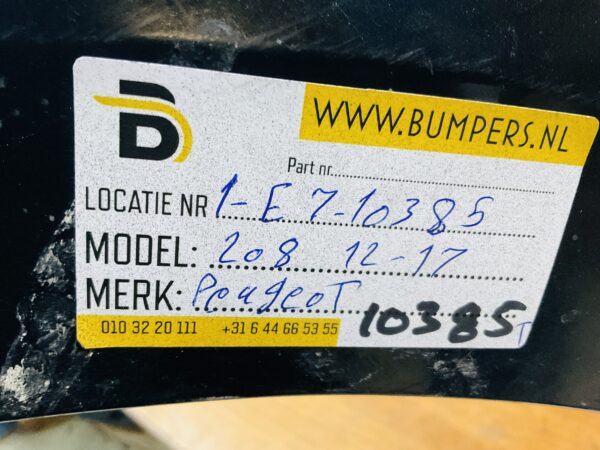 WWW.BUMPERS.NL
Part nr.
LOCATIE NR 1-E 7-10385
MODEL: 208 12-17
MERK: PeugeoT
010 32 20 111 +31 6 44 66 53 55 10385 T